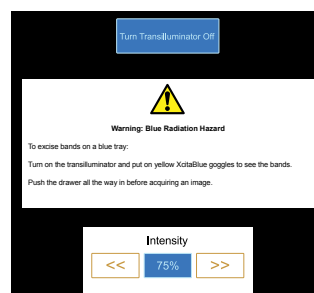 Turn Transilluminator Off
Warning: Blue Radiation Hazard
To excise bands on a blue tray:
Turn on the transilluminator and put on yellow XcitaBlue goggles to see the bands.
Push the drawer all the way in before acquiring an image.
Intensity
<< 75% >>